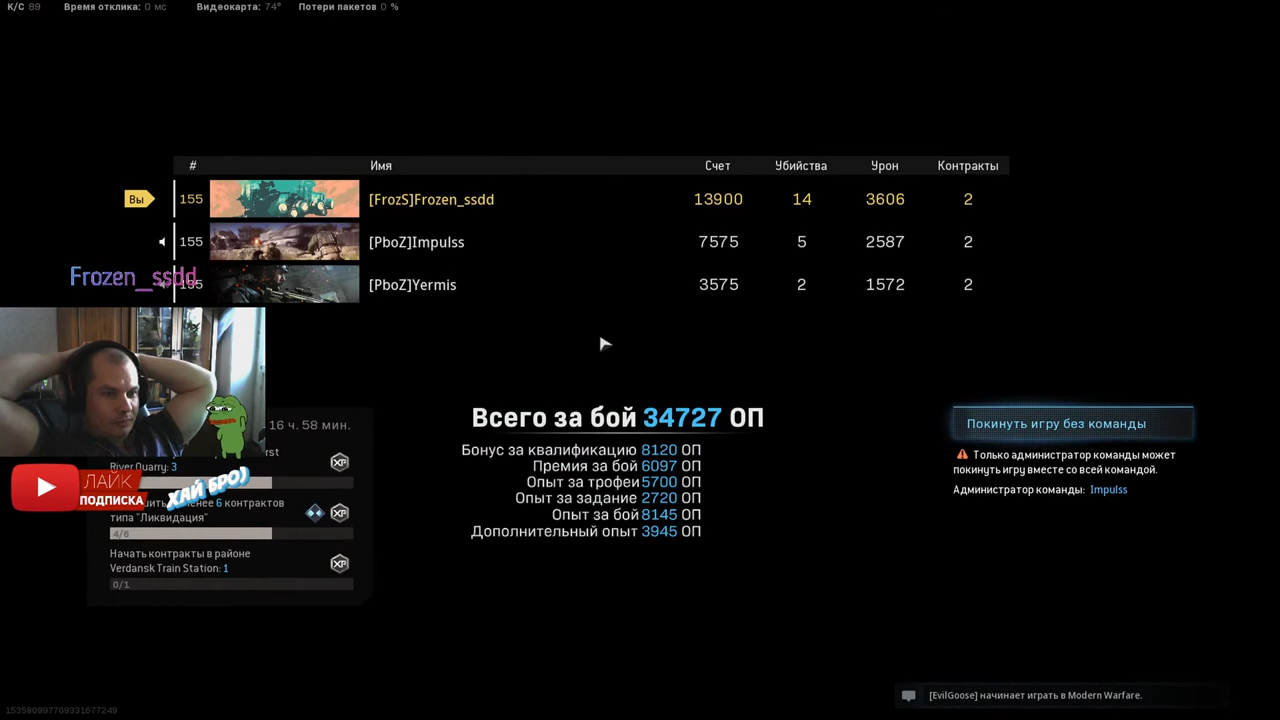 К/С 89 Время отклика: 0 мс Видеокарта: 74° Потери пакетов 0 %
# Имя Счет Убийства Урон Контракты
Вы 155 [FrozS]Frozen_ssdd 13900 14 3606 2
155 [PboZ]Impulss 7575 5 2587 2
155 [PboZ]Yermis 3575 2 1572 2
Frozen_ssdd
16 ч. 58 мин.
River Quarry: 3
XP
ЛАЙК
ПОДПИСКА
ХАЙ БРО)
6 контрактов
типа "Ликвидация"
XP
4/6
Начать контракты в районе
Verdansk Train Station: 1
XP
0/1
Всего за бой 34727 ОП
Бонус за квалификацию 8120 ОП
Премия за бой 6097 ОП
Опыт за трофеи 5700 ОП
Опыт за задание 2720 ОП
Опыт за бой 8145 ОП
Дополнительный опыт 3945 ОП
Покинуть игру без команды
Только администратор команды может
покинуть игру вместе со всей командой.
Администратор команды: Impulss
[EvilGoose] начинает играть в Modern Warfare.
153580997709331677249